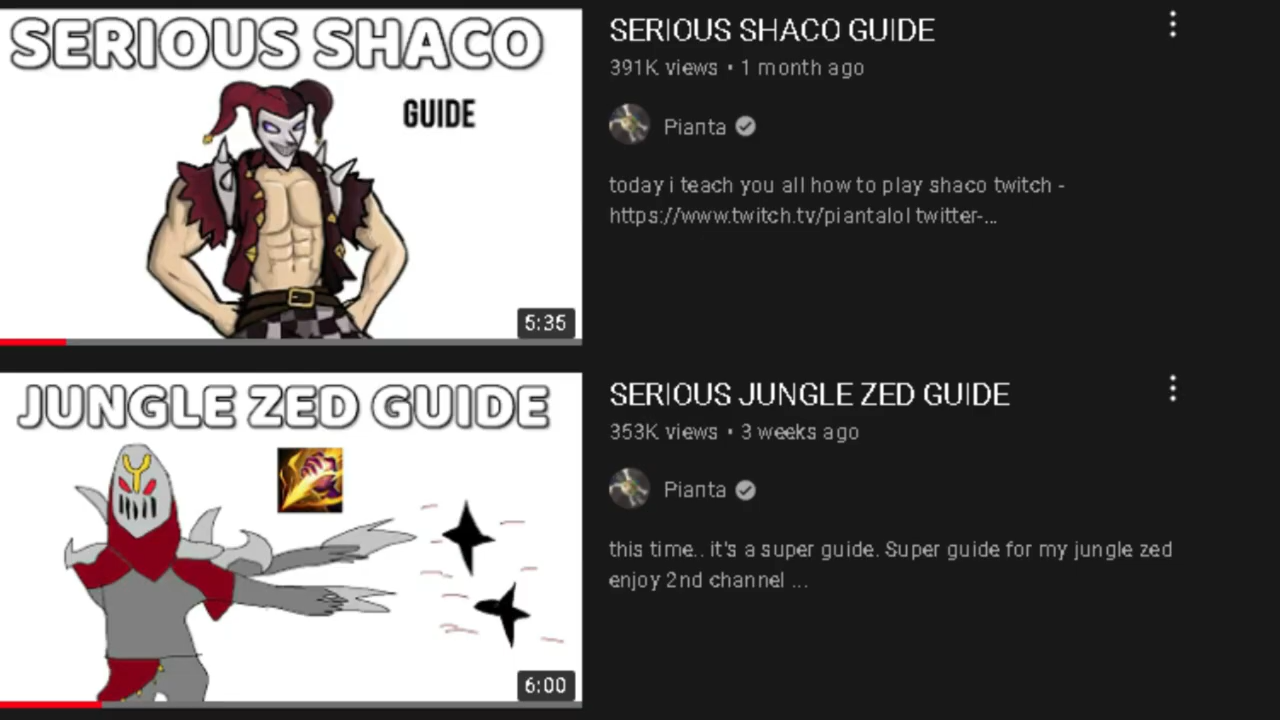 SERIOUS SHACO
GUIDE
5:35
SERIOUS SHACO GUIDE
391K views • 1 month ago
Pianta
today i teach you all how to play shaco twitch -
https://www.twitch.tv/piantalol twitter-...
JUNGLE ZED GUIDE
6:00
SERIOUS JUNGLE ZED GUIDE
353K views • 3 weeks ago
Pianta
this time.. it's a super guide. Super guide for my jungle zed
enjoy 2nd channel ...